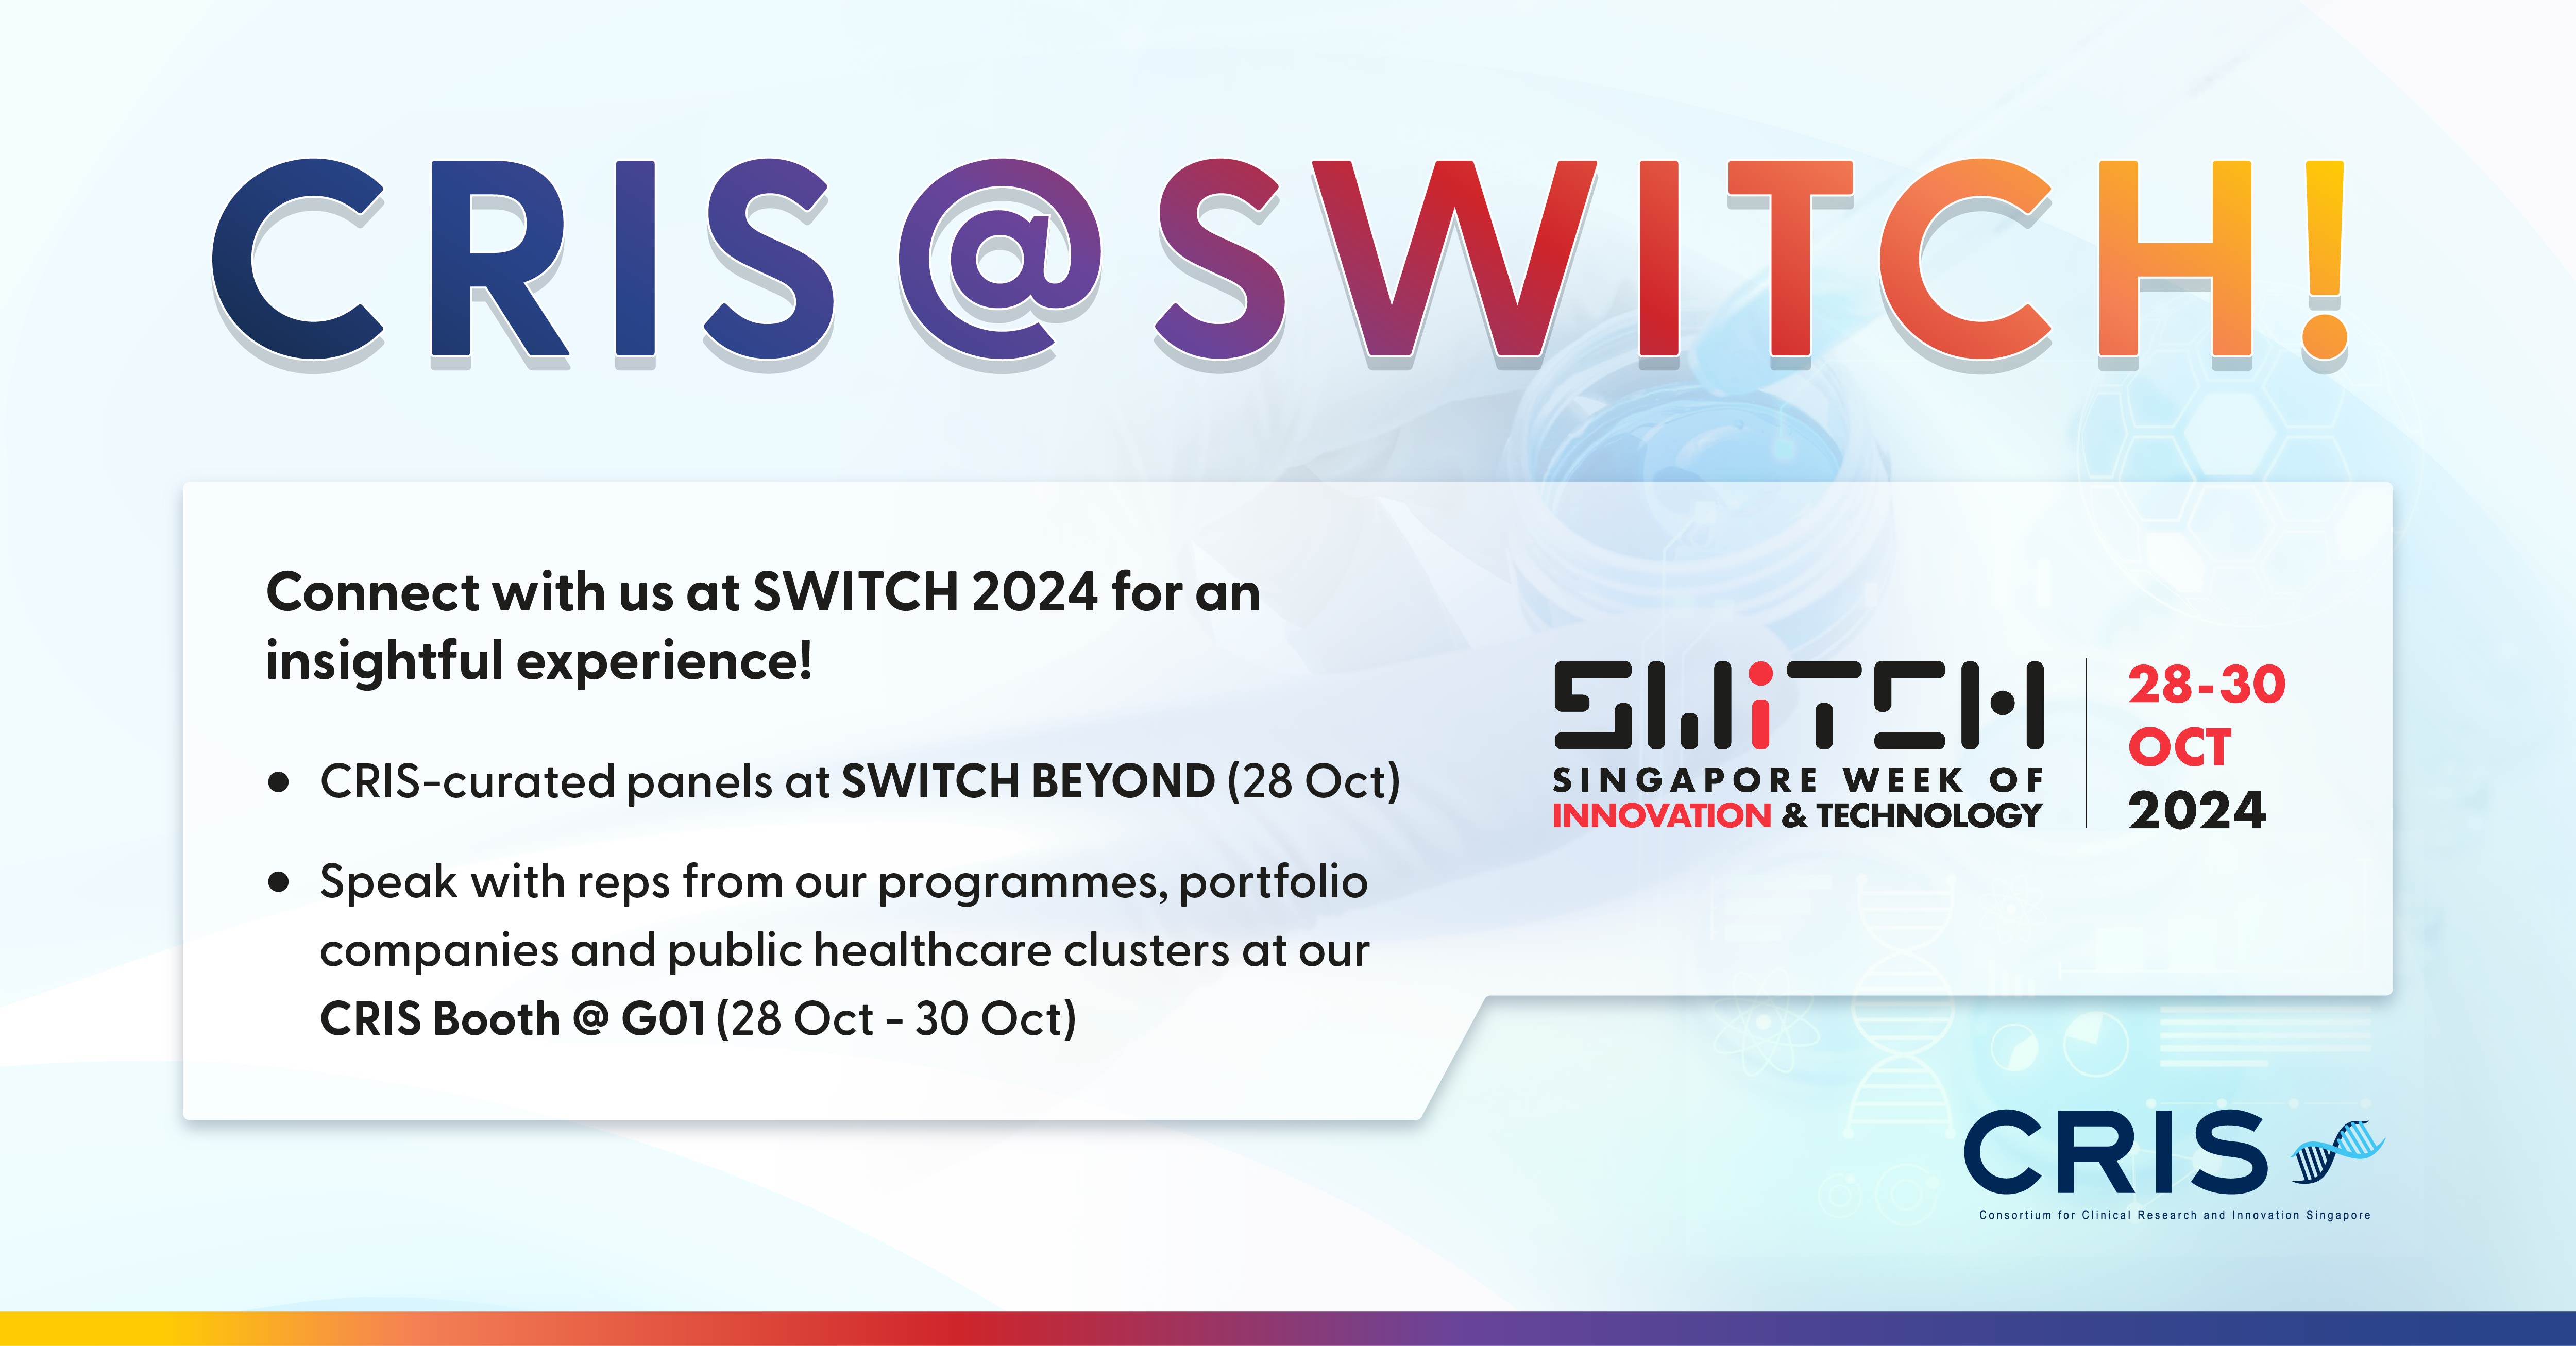 CRIS@SWITCH!
Connect with us at SWITCH 2024 for an
insightful experience!
• CRIS-curated panels at SWITCH BEYOND (28 Oct)
• Speak with reps from our programmes, portfolio
companies and public healthcare clusters at our
CRIS Booth @ G01 (28 Oct - 30 Oct)
SWiTCH
SINGAPORE WEEK OF
INNOVATION & TECHNOLOGY
28-30
OCT
2024
CRIS
Consortium for Clinical Research and Innovation Singapore